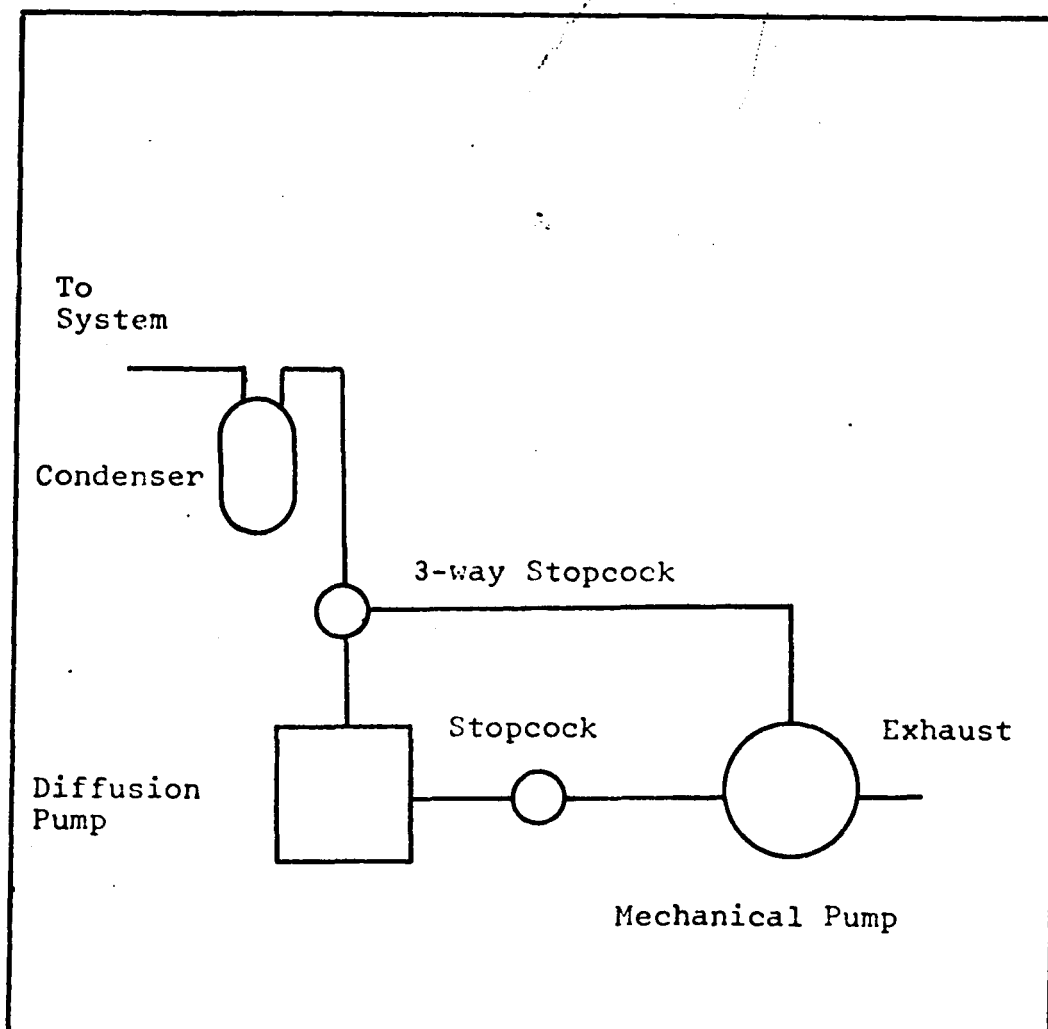 To
System
Condenser
3-way Stopcock
Stopcock
Exhaust
Diffusion
Pump
Mechanical Pump